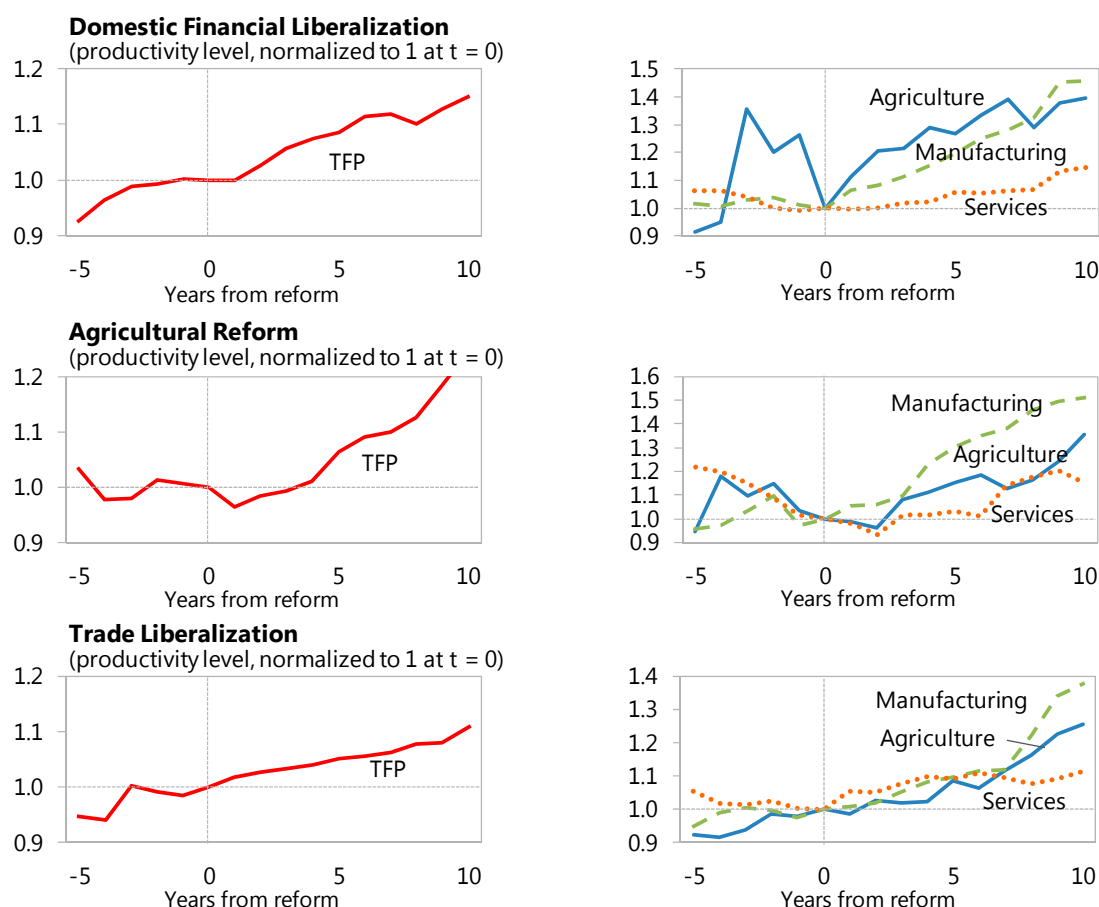 Domestic Financial Liberalization
(productivity level, normalized to 1 at t = 0)
1.2
1.1
1.0
0.9
TFP
-5 0 5 10
Years from reform
1.5
1.4
1.3
1.2
1.1
1.0
0.9
Agriculture
Manufacturing
Services
-5 0 5 10
Years from reform
Agricultural Reform
(productivity level, normalized to 1 at t = 0)
1.2
1.1
1.0
0.9
TFP
-5 0 5 10
Years from reform
1.6
1.5
1.4
1.3
1.2
1.1
1.0
0.9
Manufacturing
Agriculture
Services
-5 0 5 10
Years from reform
Trade Liberalization
(productivity level, normalized to 1 at t = 0)
1.2
1.1
1.0
0.9
TFP
-5 0 5 10
Years from reform
1.4
1.3
1.2
1.1
1.0
0.9
Manufacturing
Agriculture
Services
-5 0 5 10
Years from reform